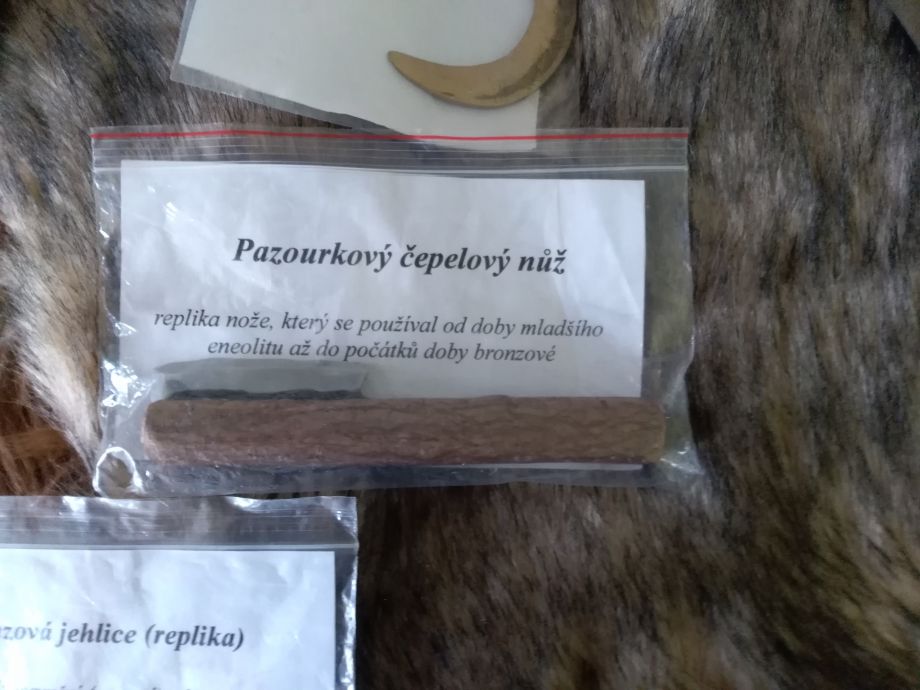 Pazourkový čepelový nůž
replika nože, který se používal od doby mladšího
eneolitu až do počátků doby bronzové
jehlice (replika)